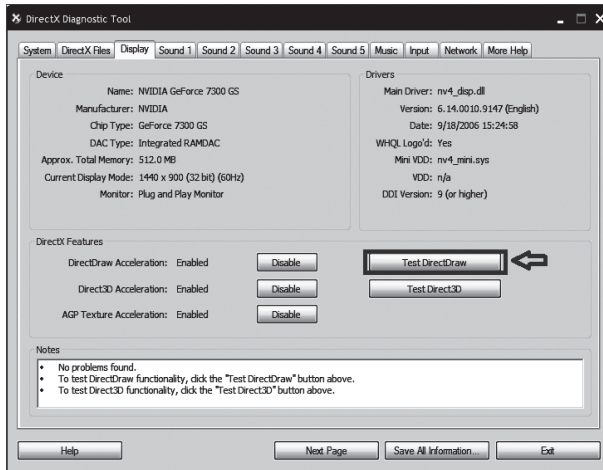 DirectX Diagnostic Tool
System DirectX Files Display Sound 1 Sound 2 Sound 3 Sound 4 Sound 5 Music Input Network More Help
Device
Name: NVIDIA GeForce 7300 GS
Manufacturer: NVIDIA
Chip Type: GeForce 7300 GS
DAC Type: Integrated RAMDAC
Approx. Total Memory: 512.0 MB
Current Display Mode: 1440 x 900 (32 bit) (60Hz)
Monitor: Plug and Play Monitor
Drivers
Main Driver: nv4_disp.dll
Version: 6.14.0010.9147 (English)
Date: 9/18/2006 15:24:58
WHQL Logo'd: Yes
Mini VDD: nv4_mini.sys
VDD: n/a
DDI Version: 9 (or higher)
DirectX Features
DirectDraw Acceleration: Enabled Disable Test DirectDraw
Direct3D Acceleration: Enabled Disable Test Direct3D
AGP Texture Acceleration: Enabled Disable
Notes
• No problems found.
• To test DirectDraw functionality, click the "Test DirectDraw" button above.
• To test Direct3D functionality, click the "Test Direct3D" button above.
Help Next Page Save All Information... Exit